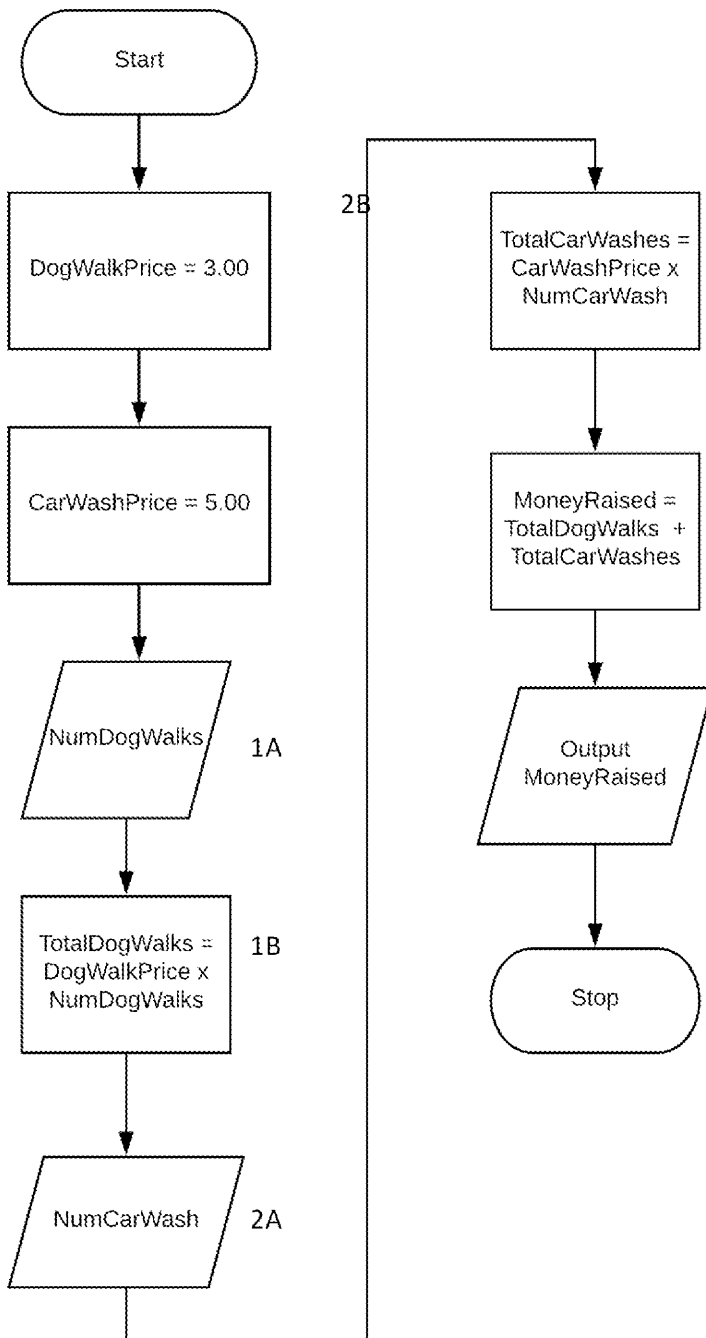 Start
DogWalkPrice = 3.00
CarWashPrice = 5.00
NumDogWalks
1A
TotalDogWalks =
DogWalkPrice x
NumDogWalks
1B
NumCarWash
2A
2B
TotalCarWashes =
CarWashPrice x
NumCarWash
MoneyRaised =
TotalDogWalks +
TotalCarWashes
Output
MoneyRaised
Stop